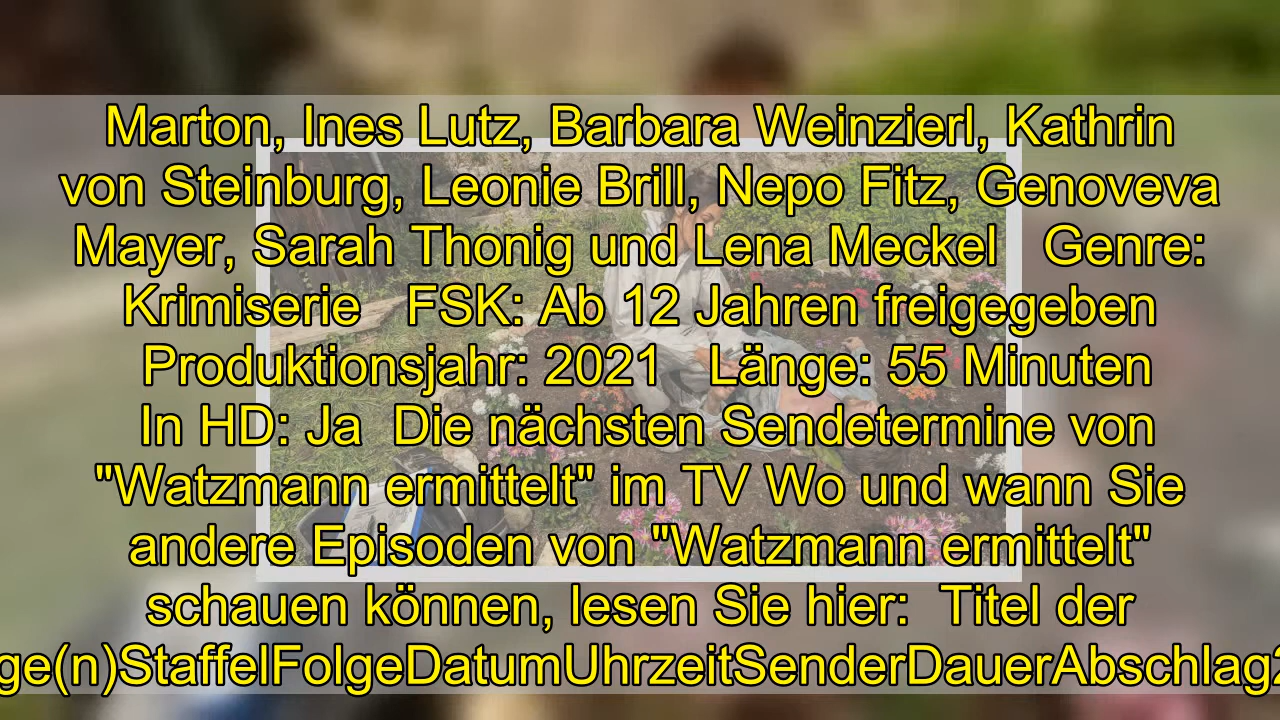 Marton, Ines Lutz, Barbara Weinzierl, Kathrin
von Steinburg, Leonie Brill, Nepo Fitz, Genoveva
Mayer, Sarah Thonig und Lena Meckel   Genre:
Krimiserie   FSK: Ab 12 Jahren freigegeben
Produktionsjahr: 2021   Länge: 55 Minuten
In HD: Ja  Die nächsten Sendetermine von
"Watzmann ermittelt" im TV Wo und wann Sie
andere Episoden von "Watzmann ermittelt"
schauen können, lesen Sie hier:  Titel der
ge(n)StaffelFolgeDatumUhrzeitSenderDauerAbschlag2